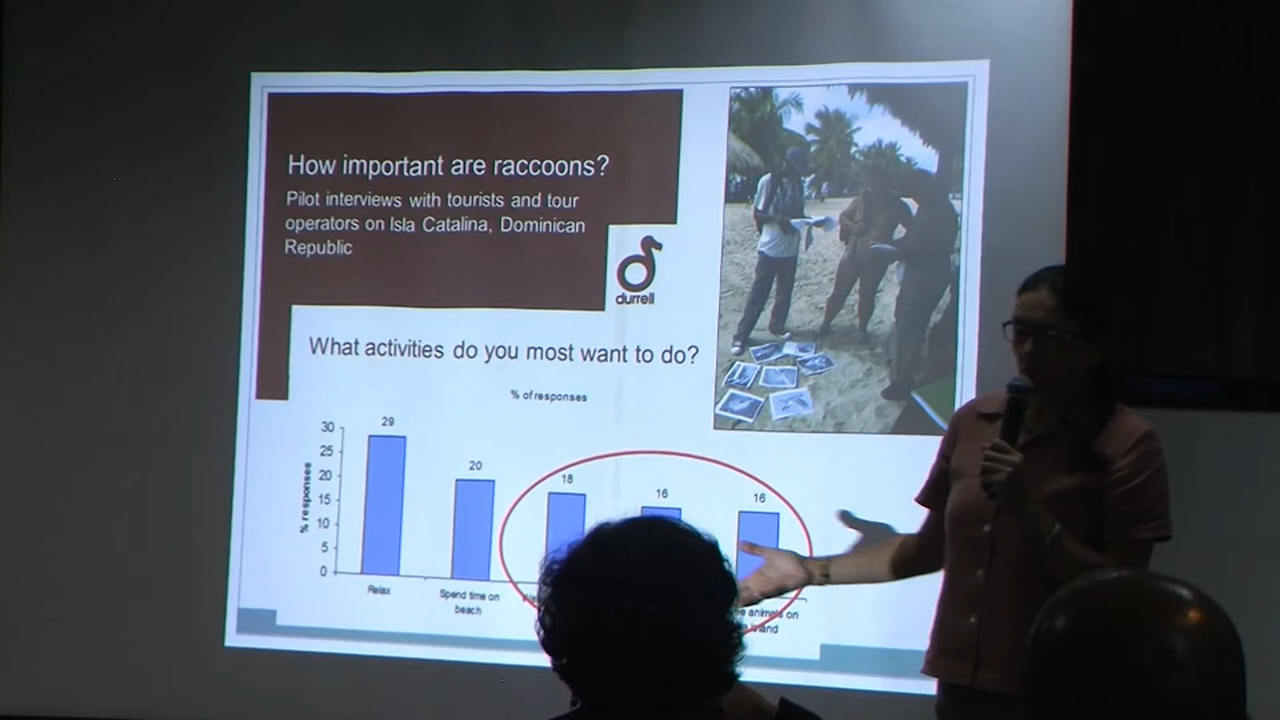 How important are raccoons?
Pilot interviews with tourists and tour
operators on Isla Catalina, Dominican
Republic
durrell
What activities do you most want to do?
% of responses
% responses
30
25
20
15
10
5
0
29
20
18
16
16
Relax
Spend time on
beach
animals on